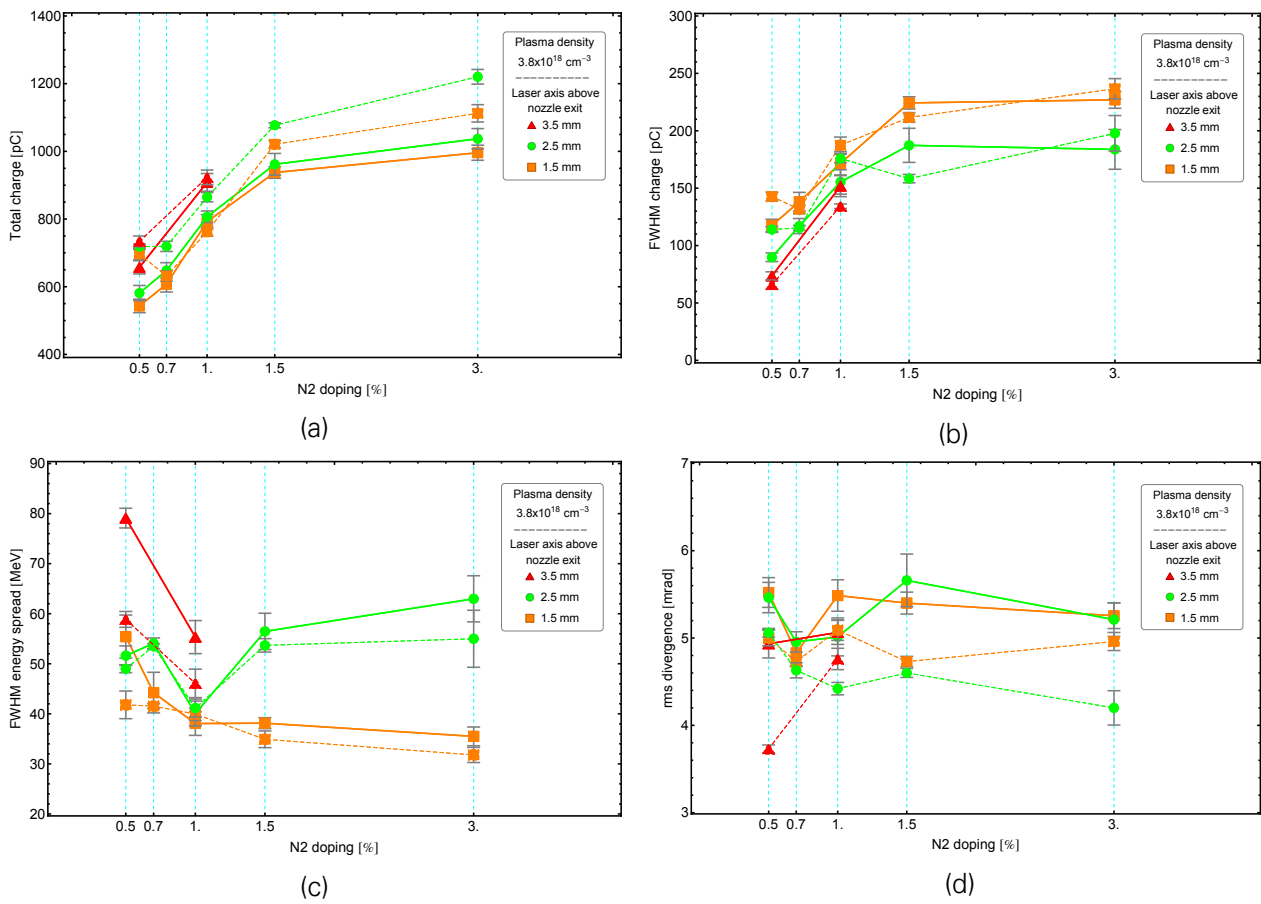 1400
1200
1000
800
600
400
Total charge [pC]
0.5 0.7 1. 1.5 3.
N2 doping [%]
Plasma density
3.8x10¹⁸ cm⁻³
Laser axis above
nozzle exit
3.5 mm
2.5 mm
1.5 mm
(a)
300
250
200
150
100
50
0
FWHM charge [pC]
0.5 0.7 1. 1.5 3.
N2 doping [%]
Plasma density
3.8x10¹⁸ cm⁻³
Laser axis above
nozzle exit
3.5 mm
2.5 mm
1.5 mm
(b)
90
80
70
60
50
40
30
20
FWHM energy spread [MeV]
0.5 0.7 1. 1.5 3.
N2 doping [%]
Plasma density
3.8x10¹⁸ cm⁻³
Laser axis above
nozzle exit
3.5 mm
2.5 mm
1.5 mm
(c)
7
6
5
4
3
rms divergence [mrad]
0.5 0.7 1. 1.5 3.
N2 doping [%]
Plasma density
3.8x10¹⁸ cm⁻³
Laser axis above
nozzle exit
3.5 mm
2.5 mm
1.5 mm
(d)